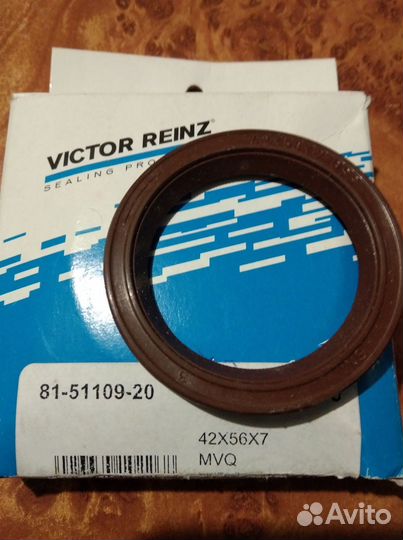 VICTOR REINZ®
SEALING PRO
81-51109-20
42X56X7
MVQ
Avito